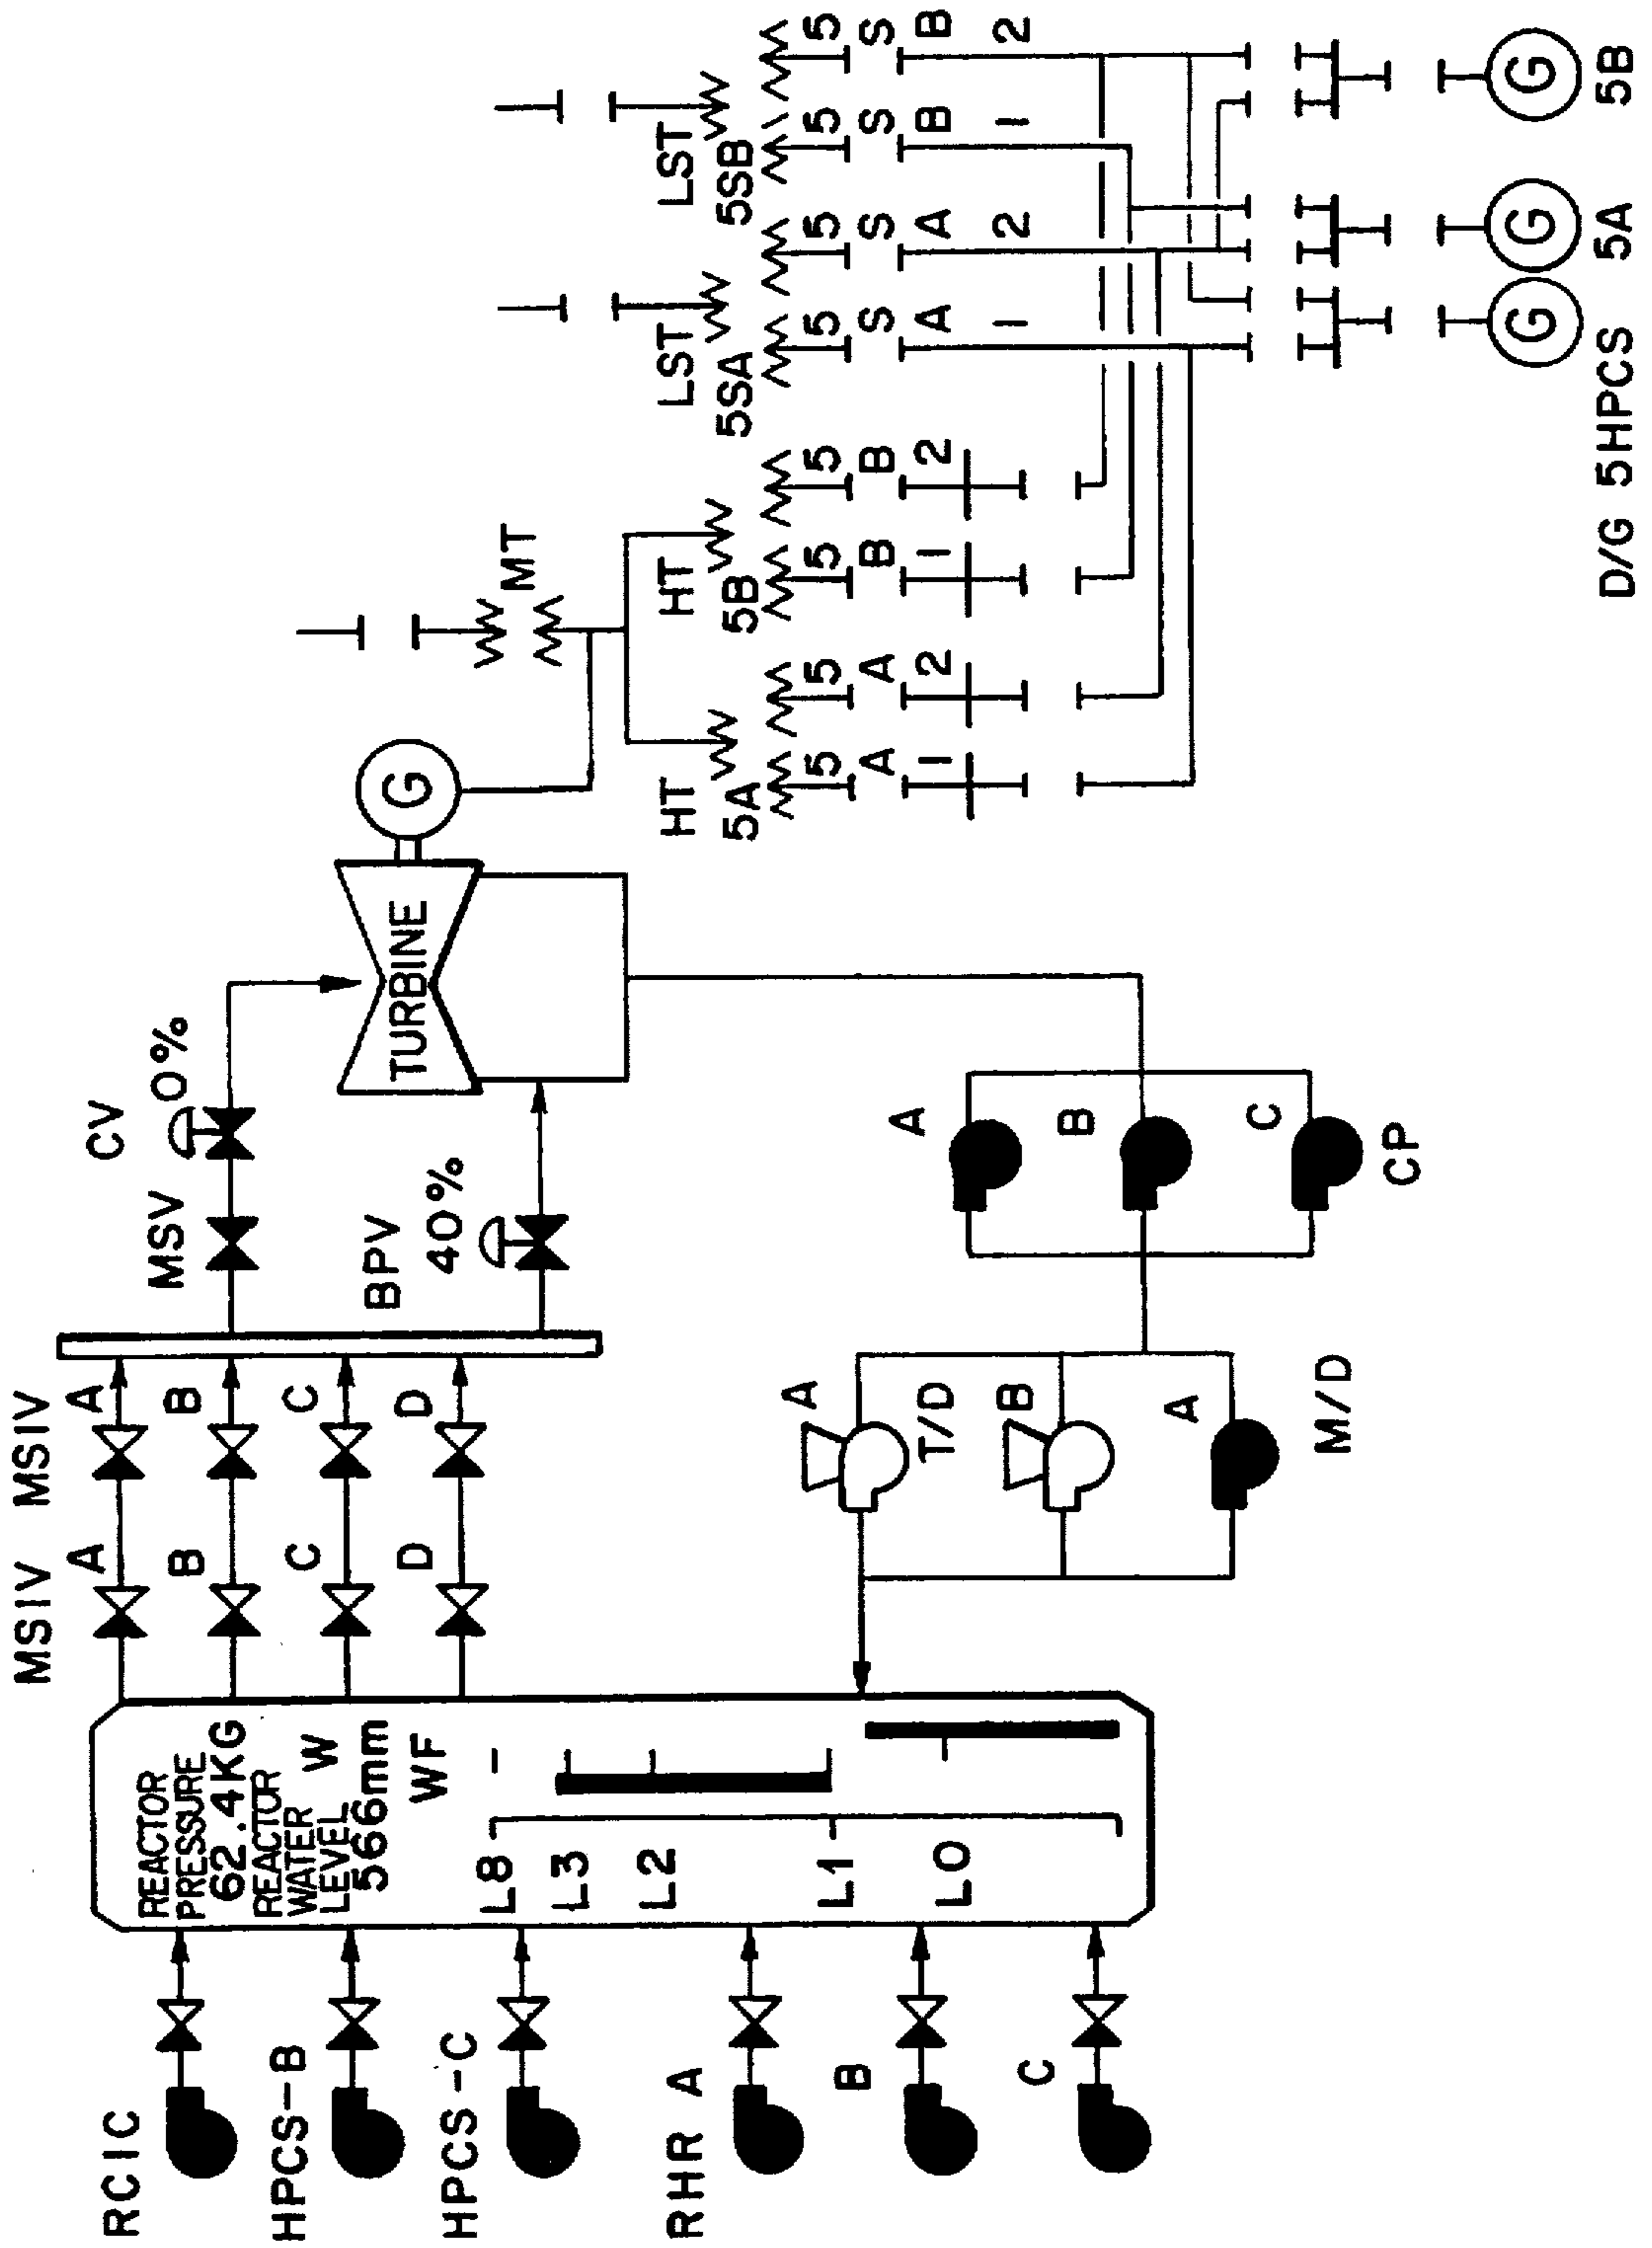 RCIC
HPCS-B
HPCS-C
RHR A
B
C
REACTOR
PRESSURE
62.4KG
REACTOR
WATER W
LEVEL
566mm
WF
L8
L3
L2
L1
L0
MSIV MSIV
A A
B B
C C
D D
MSV
CV
0%
BPV
40%
TURBINE
G
A
T/D
B
A
M/D
A
B
C
CP
MT
HT
5A
HT
5B
LST
5SA
LST
5SB
5 5 5 5 5 5 5 5
A A B B S S S S
1 2 1 2 A A B B
1 2 1 2
G G G
D/G 5HPCS 5A 5B